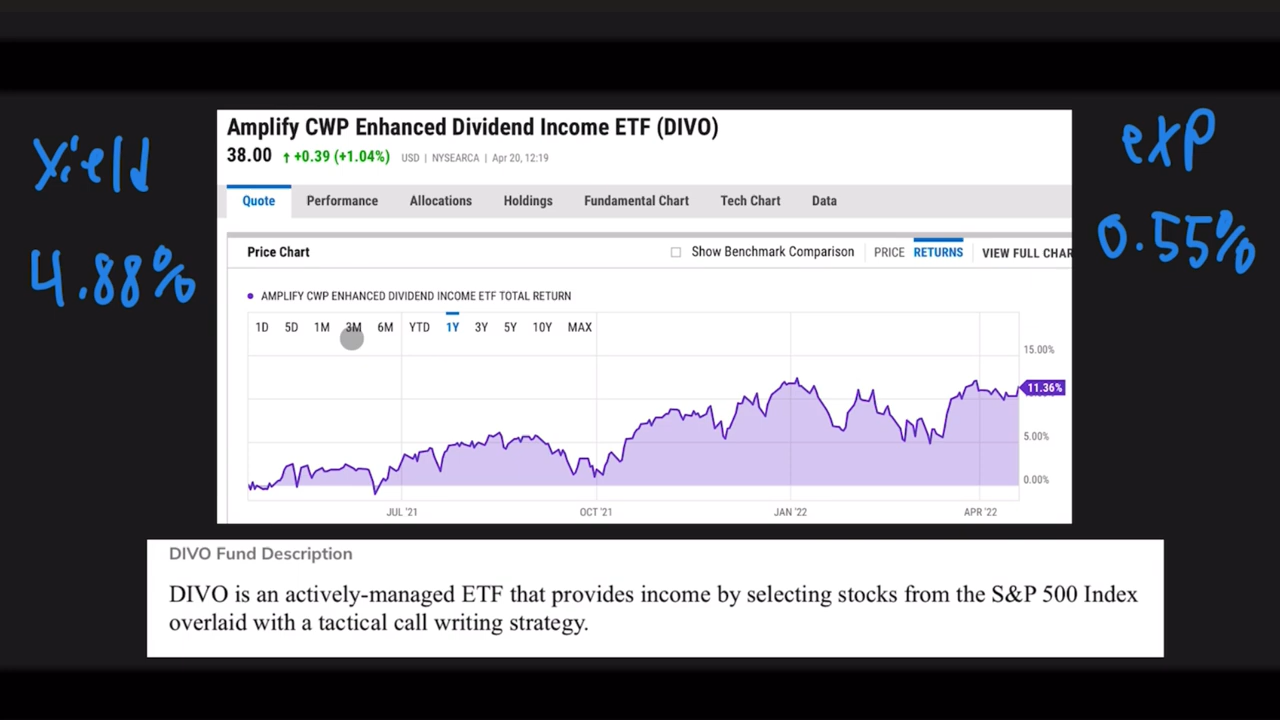 Yield
4.88%
exp
0.55%
Amplify CWP Enhanced Dividend Income ETF (DIVO)
38.00 ↑ +0.39 (+1.04%) USD | NYSEARCA | Apr 20, 12:19
Quote Performance Allocations Holdings Fundamental Chart Tech Chart Data
Price Chart Show Benchmark Comparison PRICE RETURNS VIEW FULL CHAR
AMPLIFY CWP ENHANCED DIVIDEND INCOME ETF TOTAL RETURN
1D 5D 1M 3M 6M YTD 1Y 3Y 5Y 10Y MAX
15.00%
11.36%
5.00%
0.00%
JUL '21 OCT '21 JAN '22 APR '22
DIVO Fund Description
DIVO is an actively-managed ETF that provides income by selecting stocks from the S&P 500 Index
overlaid with a tactical call writing strategy.